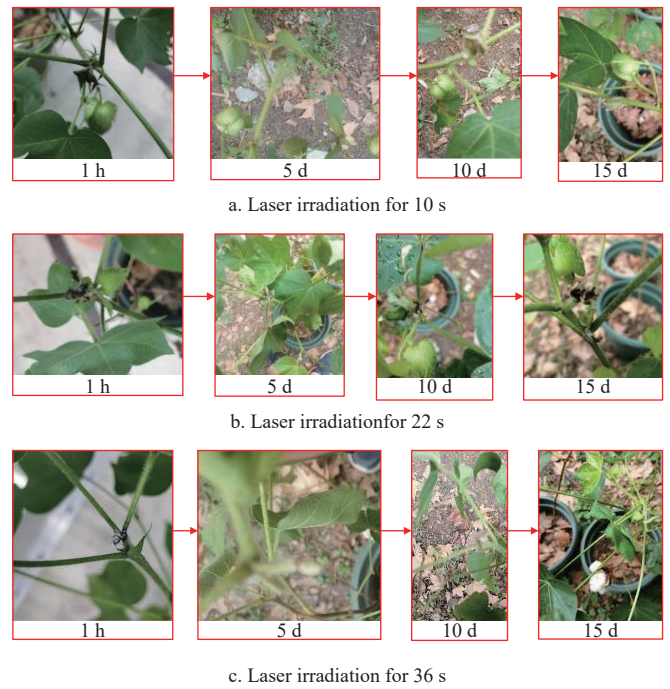 1 h 5 d 10 d 15 d
a. Laser irradiation for 10 s
1 h 5 d 10 d 15 d
b. Laser irradiationfor 22 s
1 h 5 d 10 d 15 d
c. Laser irradiation for 36 s